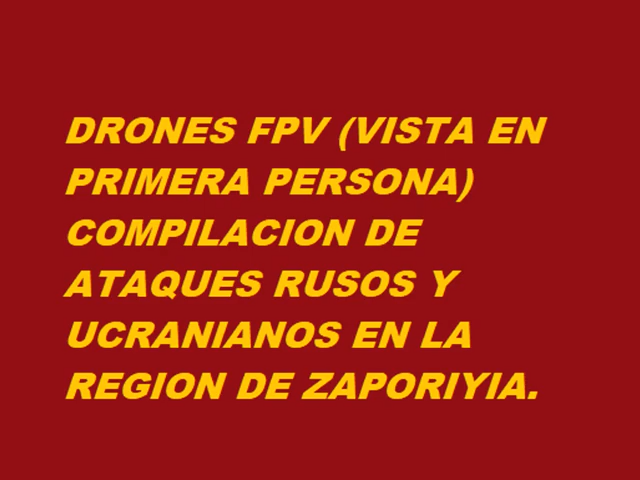 DRONES FPV (VISTA EN
PRIMERA PERSONA)
COMPILACION DE
ATAQUES RUSOS Y
UCRANIANOS EN LA
REGION DE ZAPORIYIA.